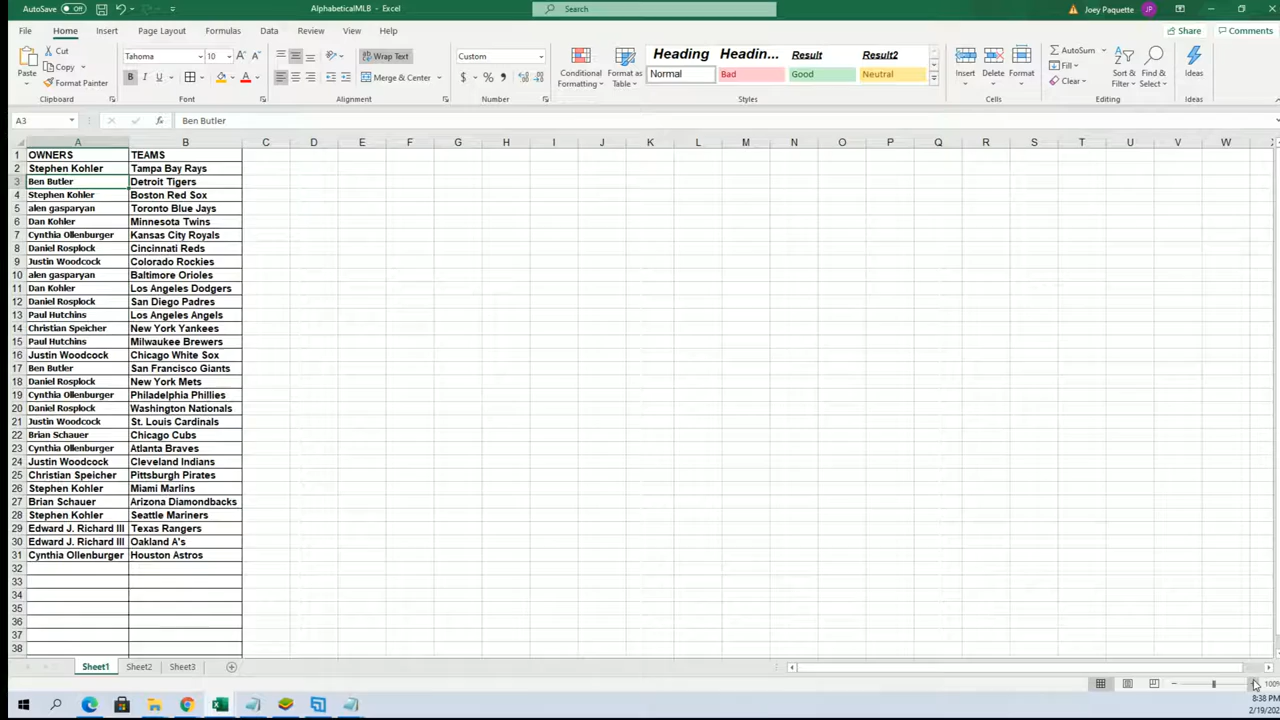 AutoSave Off AlphabeticalMLB - Excel Search Joey Paquette JP
File Home Insert Page Layout Formulas Data Review View Help Share Comments
Cut Tahoma 10 Wrap Text Custom Heading Headin... Result Result2 AutoSum
Paste Copy Conditional Formatting Format as Table Normal Bad Good Neutral Insert Delete Format Fill Sort & Filter Find & Select Ideas
Format Painter B I U Merge & Center $ % Clear
Clipboard Font Alignment Number Styles Cells Editing Ideas
A3 fx Ben Butler
A B C D E F G H I J K L M N O P Q R S T U V W
1 OWNERS TEAMS
2 Stephen Kohler Tampa Bay Rays
3 Ben Butler Detroit Tigers
4 Stephen Kohler Boston Red Sox
5 alen gasparyan Toronto Blue Jays
6 Dan Kohler Minnesota Twins
7 Cynthia Ollenburger Kansas City Royals
8 Daniel Rosplock Cincinnati Reds
9 Justin Woodcock Colorado Rockies
10 alen gasparyan Baltimore Orioles
11 Dan Kohler Los Angeles Dodgers
12 Daniel Rosplock San Diego Padres
13 Paul Hutchins Los Angeles Angels
14 Christian Speicher New York Yankees
15 Paul Hutchins Milwaukee Brewers
16 Justin Woodcock Chicago White Sox
17 Ben Butler San Francisco Giants
18 Daniel Rosplock New York Mets
19 Cynthia Ollenburger Philadelphia Phillies
20 Daniel Rosplock Washington Nationals
21 Justin Woodcock St. Louis Cardinals
22 Brian Schauer Chicago Cubs
23 Cynthia Ollenburger Atlanta Braves
24 Justin Woodcock Cleveland Indians
25 Christian Speicher Pittsburgh Pirates
26 Stephen Kohler Miami Marlins
27 Brian Schauer Arizona Diamondbacks
28 Stephen Kohler Seattle Mariners
29 Edward J. Richard III Texas Rangers
30 Edward J. Richard III Oakland A's
31 Cynthia Ollenburger Houston Astros
32
33
34
35
36
37
38
Sheet1 Sheet2 Sheet3
100%
8:38 PM
2/19/202